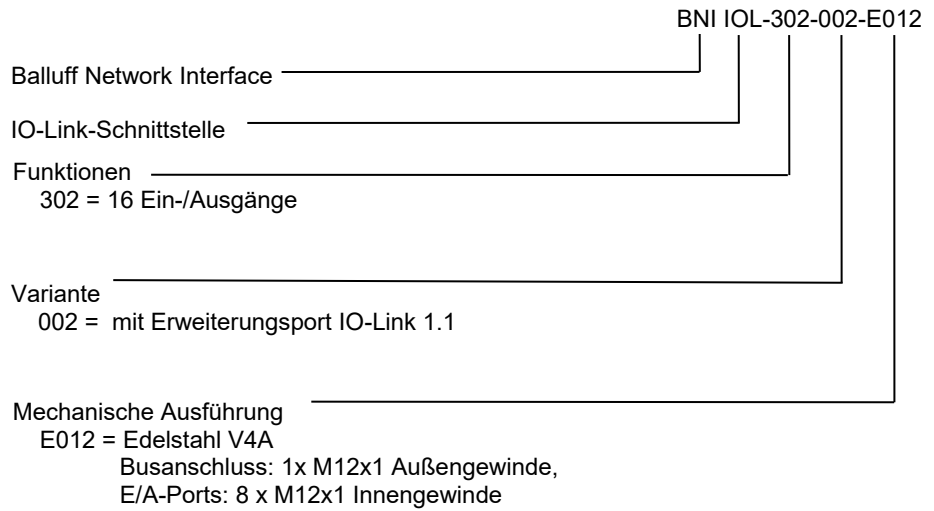 BNI IOL-302-002-E012
Balluff Network Interface
IO-Link-Schnittstelle
Funktionen
302 = 16 Ein-/Ausgänge
Variante
002 = mit Erweiterungsport IO-Link 1.1
Mechanische Ausführung
E012 = Edelstahl V4A
Busanschluss: 1x M12x1 Außengewinde,
E/A-Ports: 8 x M12x1 Innengewinde